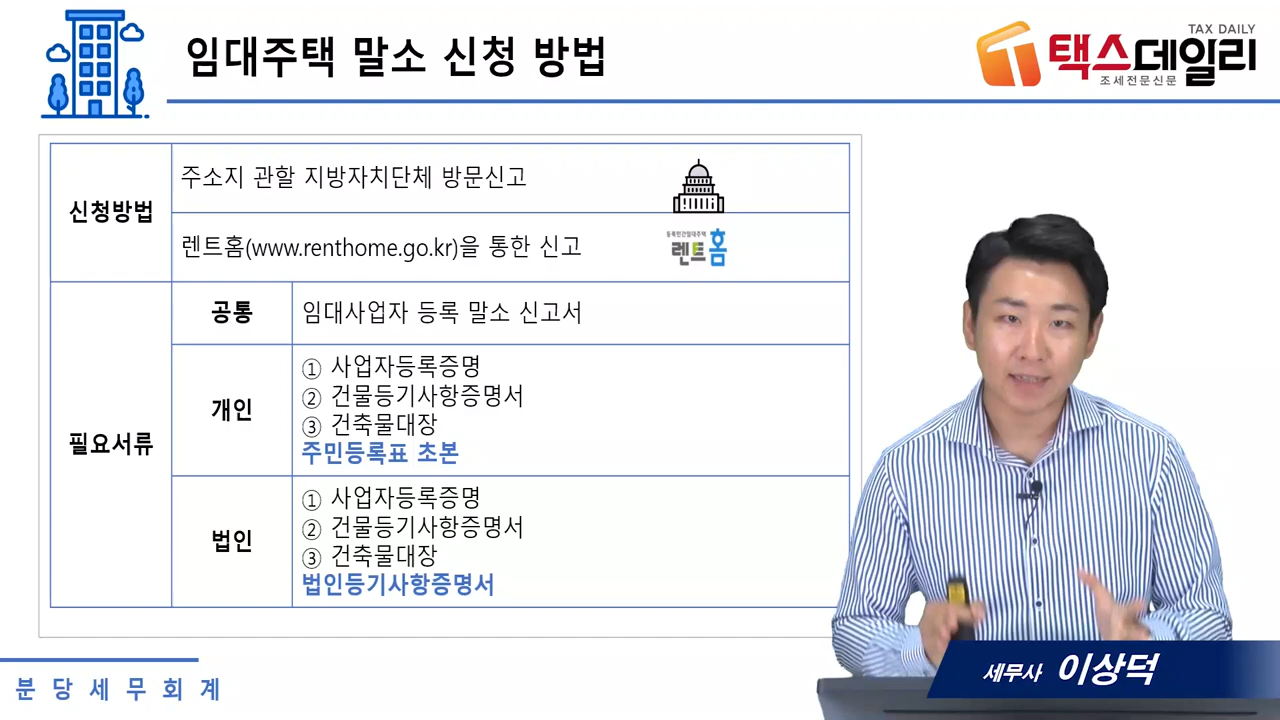 임대주택 말소 신청 방법
TAX DAILY
택스데일리
조세전문신문
신청방법
주소지 관할 지방자치단체 방문신고
렌트홈(www.renthome.go.kr)을 통한 신고
등록민간임대주택
렌트홈
필요서류
공통
임대사업자 등록 말소 신고서
개인
① 사업자등록증명
② 건물등기사항증명서
③ 건축물대장
주민등록표 초본
법인
① 사업자등록증명
② 건물등기사항증명서
③ 건축물대장
법인등기사항증명서
분당세무회계
세무사 이상덕